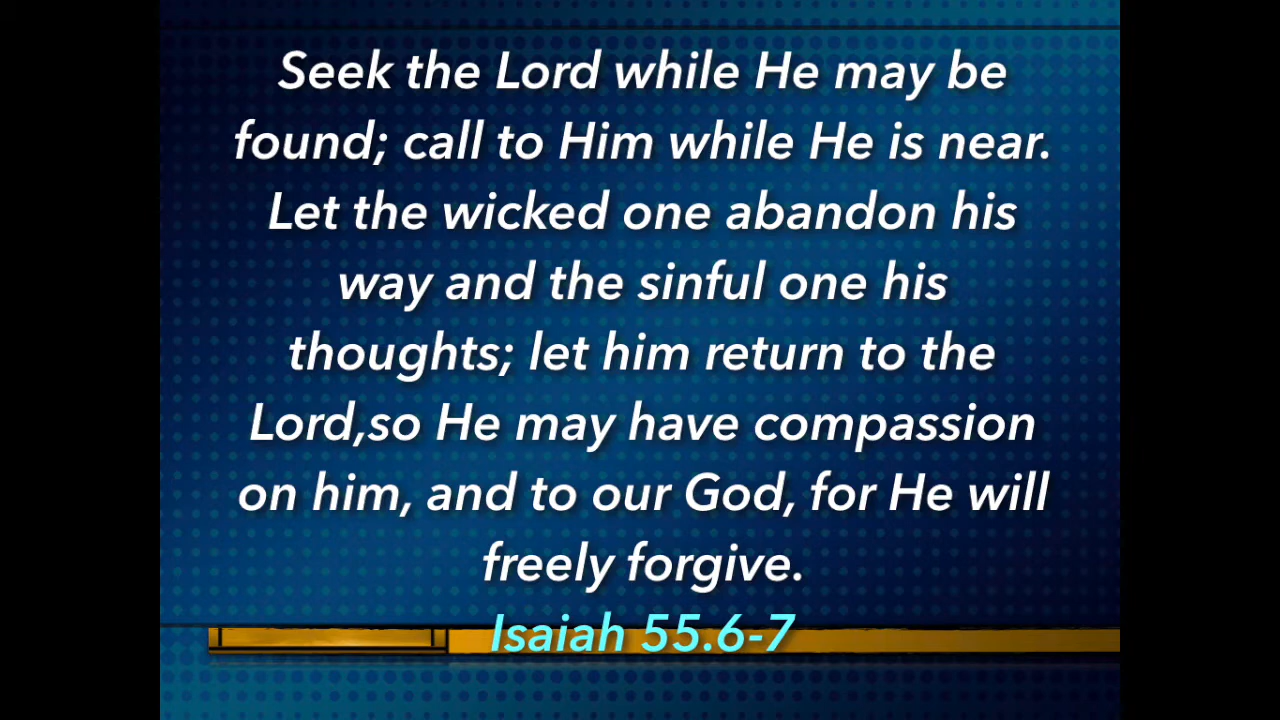 Seek the Lord while He may be
found; call to Him while He is near.
Let the wicked one abandon his
way and the sinful one his
thoughts; let him return to the
Lord,so He may have compassion
on him, and to our God, for He will
freely forgive.
Isaiah 55.6-7